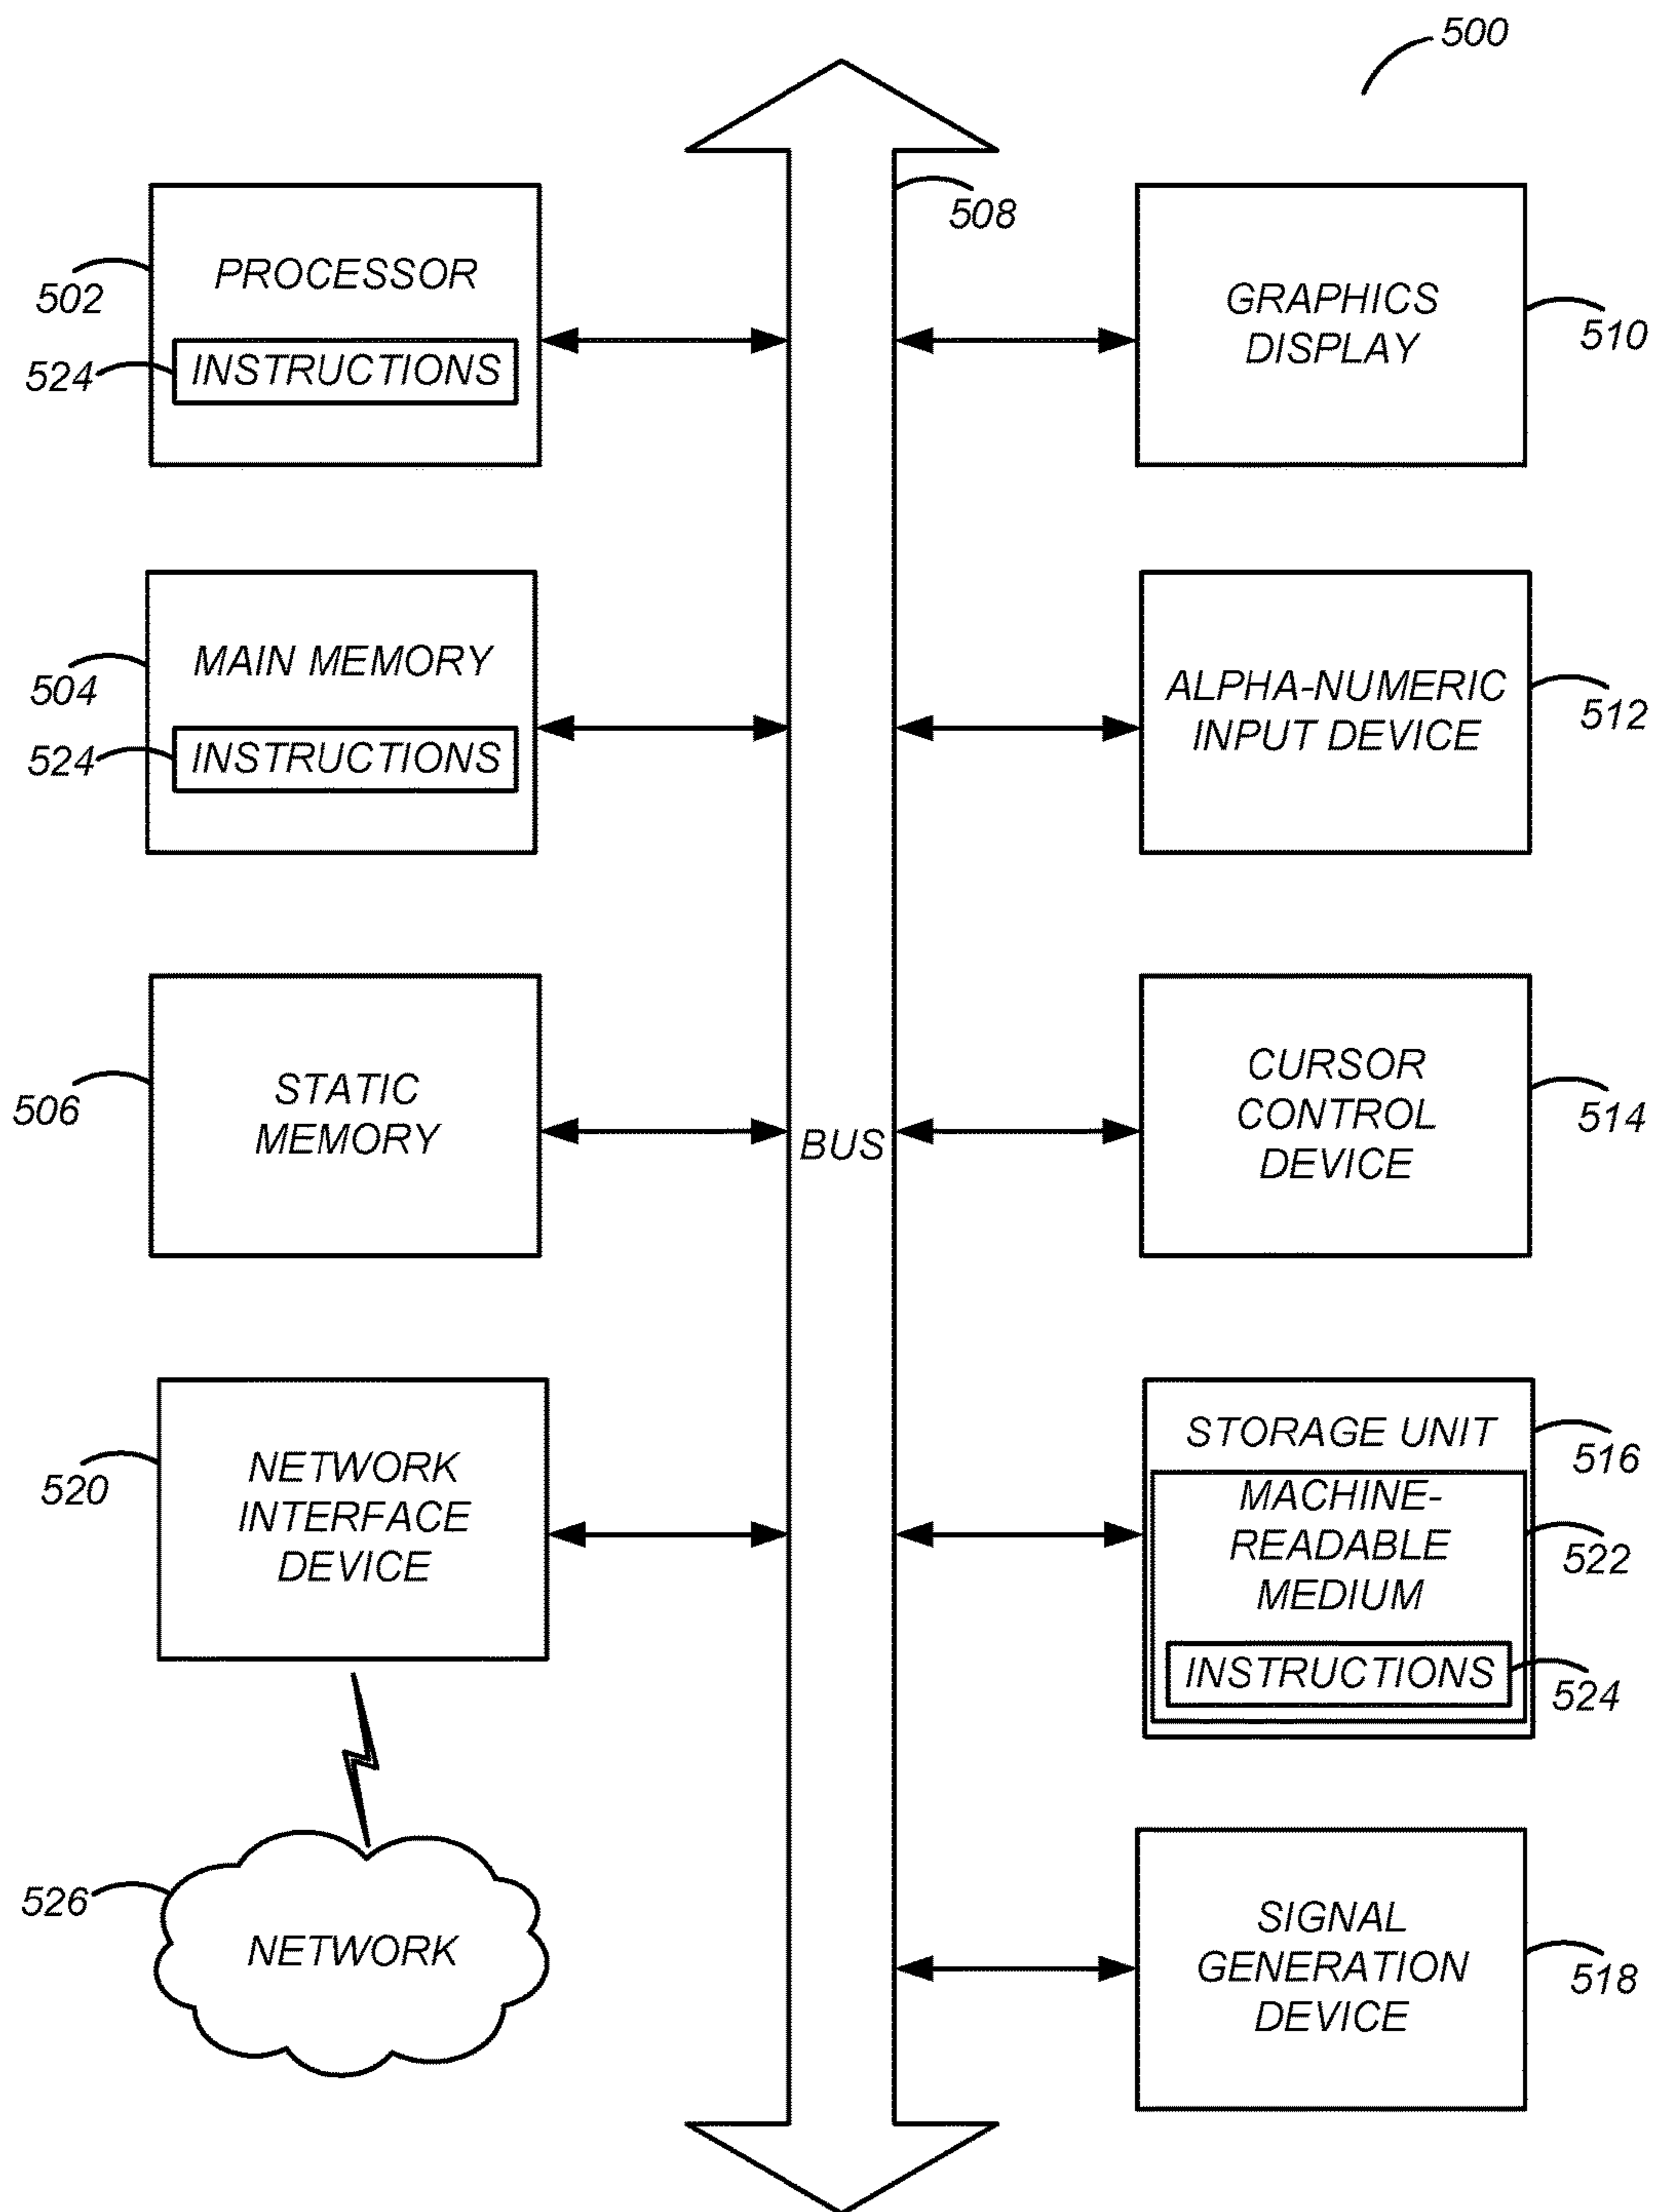 500
508
PROCESSOR
502
INSTRUCTIONS
524
GRAPHICS
DISPLAY
510
MAIN MEMORY
504
INSTRUCTIONS
524
ALPHA-NUMERIC
INPUT DEVICE
512
STATIC
MEMORY
506
BUS
CURSOR
CONTROL
DEVICE
514
NETWORK
INTERFACE
DEVICE
520
STORAGE UNIT
516
MACHINE-
READABLE
MEDIUM
522
INSTRUCTIONS
524
526
NETWORK
SIGNAL
GENERATION
DEVICE
518